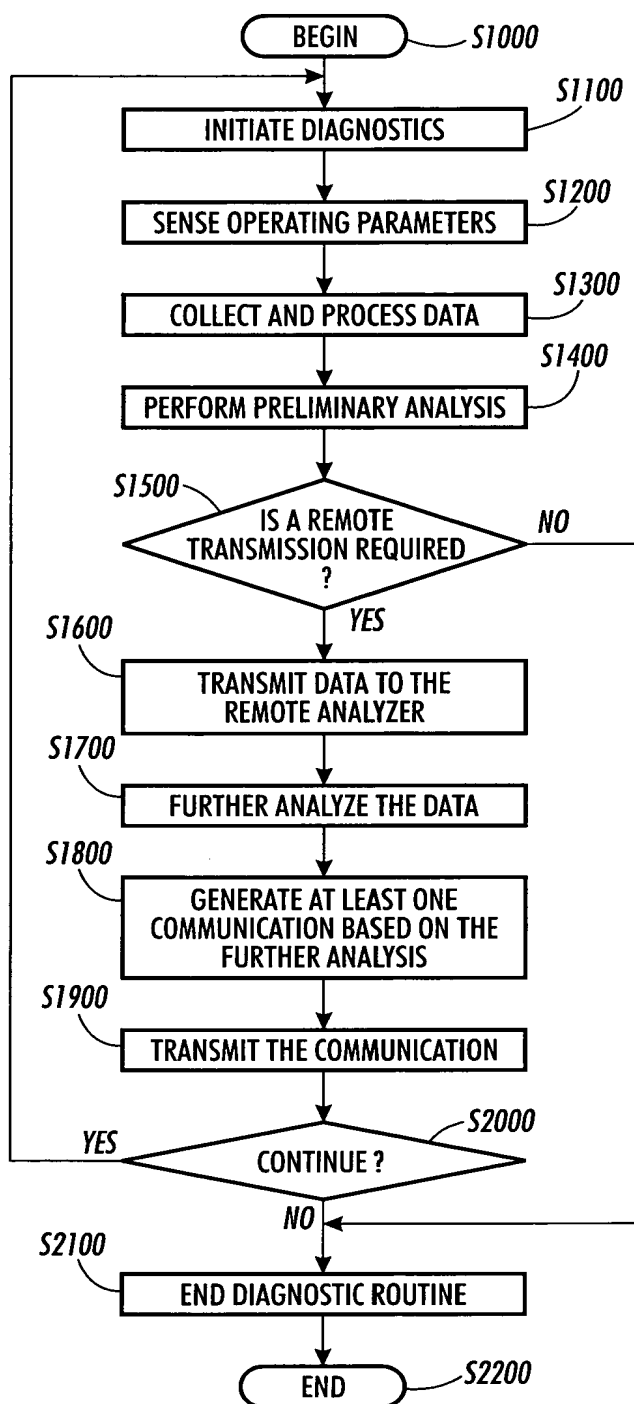 BEGIN
S1000
S1100
INITIATE DIAGNOSTICS
S1200
SENSE OPERATING PARAMETERS
S1300
COLLECT AND PROCESS DATA
S1400
PERFORM PRELIMINARY ANALYSIS
S1500
IS A REMOTE
TRANSMISSION REQUIRED
?
NO
YES
S1600
TRANSMIT DATA TO THE
REMOTE ANALYZER
S1700
FURTHER ANALYZE THE DATA
S1800
GENERATE AT LEAST ONE
COMMUNICATION BASED ON THE
FURTHER ANALYSIS
S1900
TRANSMIT THE COMMUNICATION
S2000
YES
CONTINUE ?
NO
S2100
END DIAGNOSTIC ROUTINE
END
S2200